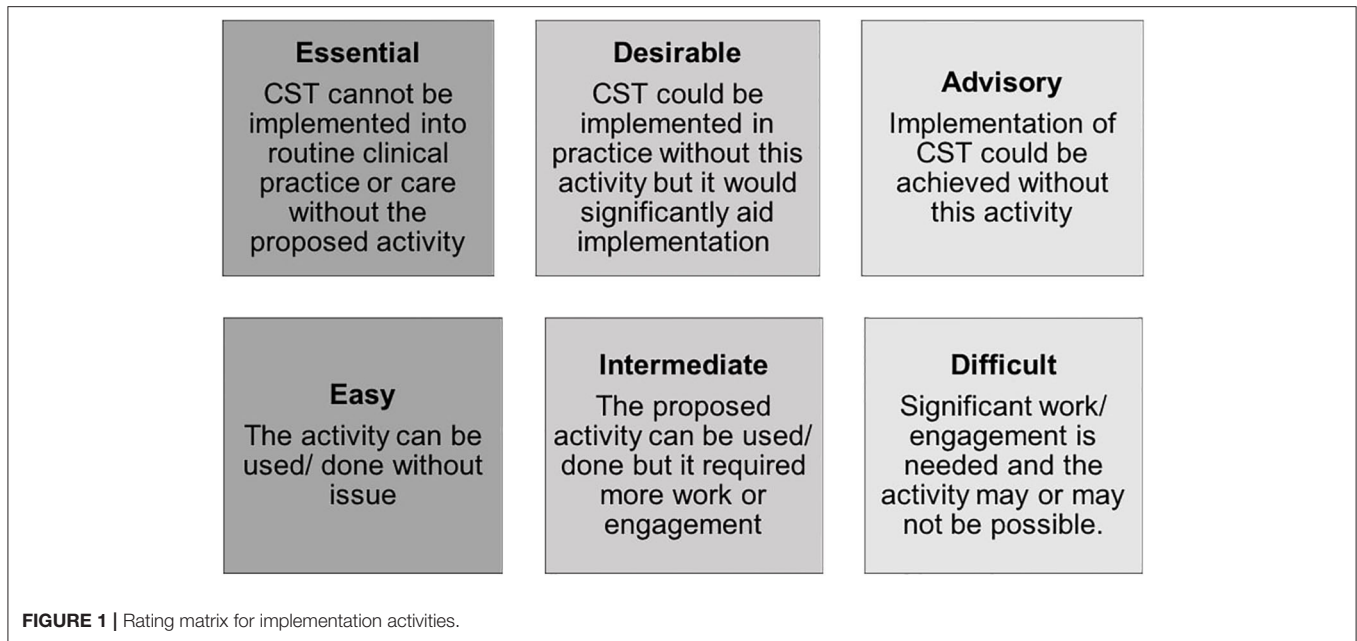 Essential
CST cannot be
implemented into
routine clinical
practice or care
without the
proposed activity
Desirable
CST could be
implemented in
practice without this
activity but it would
significantly aid
implementation
Advisory
Implementation of
CST could be
achieved without
this activity
Easy
The activity can be
used/ done without
issue
Intermediate
The proposed
activity can be used/
done but it required
more work or
engagement
Difficult
Significant work/
engagement is
needed and the
activity may or may
not be possible.
FIGURE 1 | Rating matrix for implementation activities.